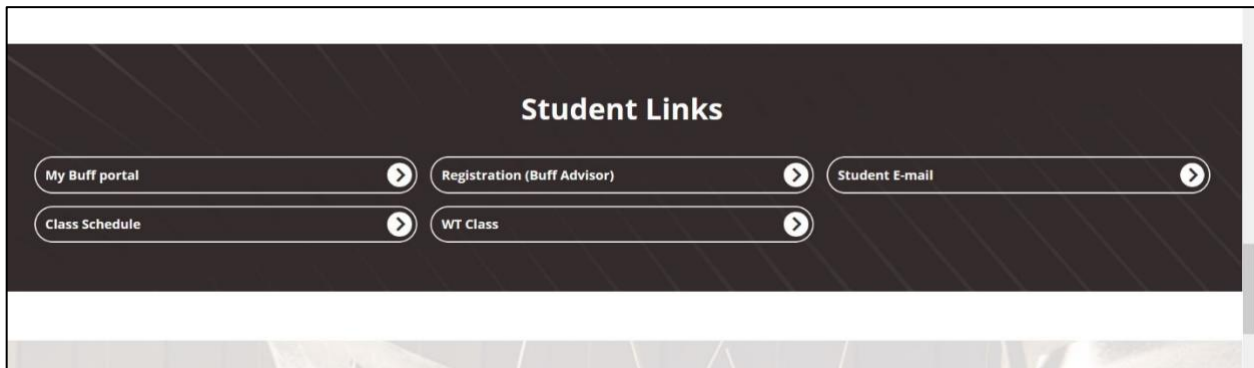 Student Links
My Buff portal
Registration (Buff Advisor)
Student E-mail
Class Schedule
WT Class